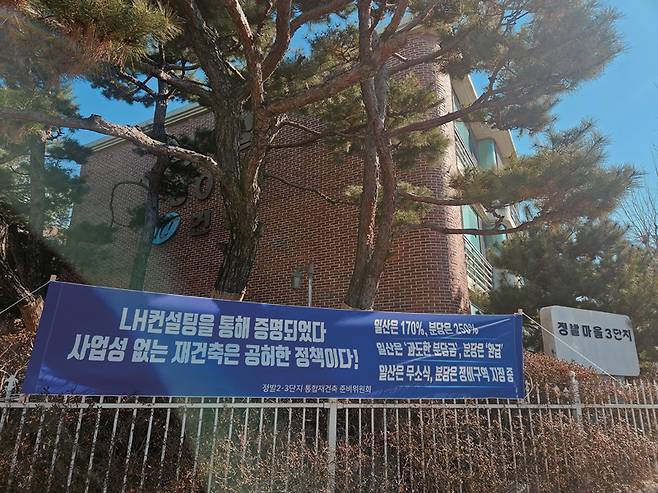 LH컨설팅을 통해 증명되었다
사업성 없는 재건축은 공허한 정책이다!
일산은 170%, 분당은 250%
일산은 '과도한 분담금', 분당은 '환급'
일산은 무소식, 분당은 정비구역 지정 중
정발2·3단지 통합재건축 준비위원회
정발마을3단지